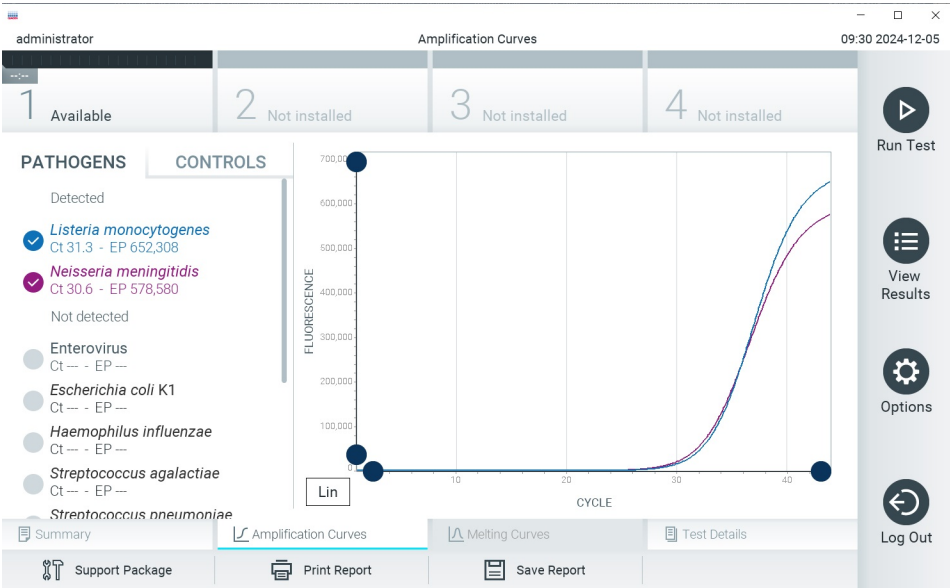 administrator
Amplification Curves
09:30 2024-12-05
--:--
1 Available
2 Not installed
3 Not installed
4 Not installed
Run Test
View
Results
Options
Log Out
PATHOGENS
CONTROLS
Detected
Listeria monocytogenes
Ct 31.3 - EP 652,308
Neisseria meningitidis
Ct 30.6 - EP 578,580
Not detected
Enterovirus
Ct --- - EP ---
Escherichia coli K1
Ct --- - EP ---
Haemophilus influenzae
Ct --- - EP ---
Streptococcus agalactiae
Ct --- - EP ---
Streptococcus pneumoniae
FLUORESCENCE
700,00
600,000
500,000
400,000
300,000
200,000
100,000
0
10
20
30
40
CYCLE
Lin
Summary
Amplification Curves
Melting Curves
Test Details
Support Package
Print Report
Save Report